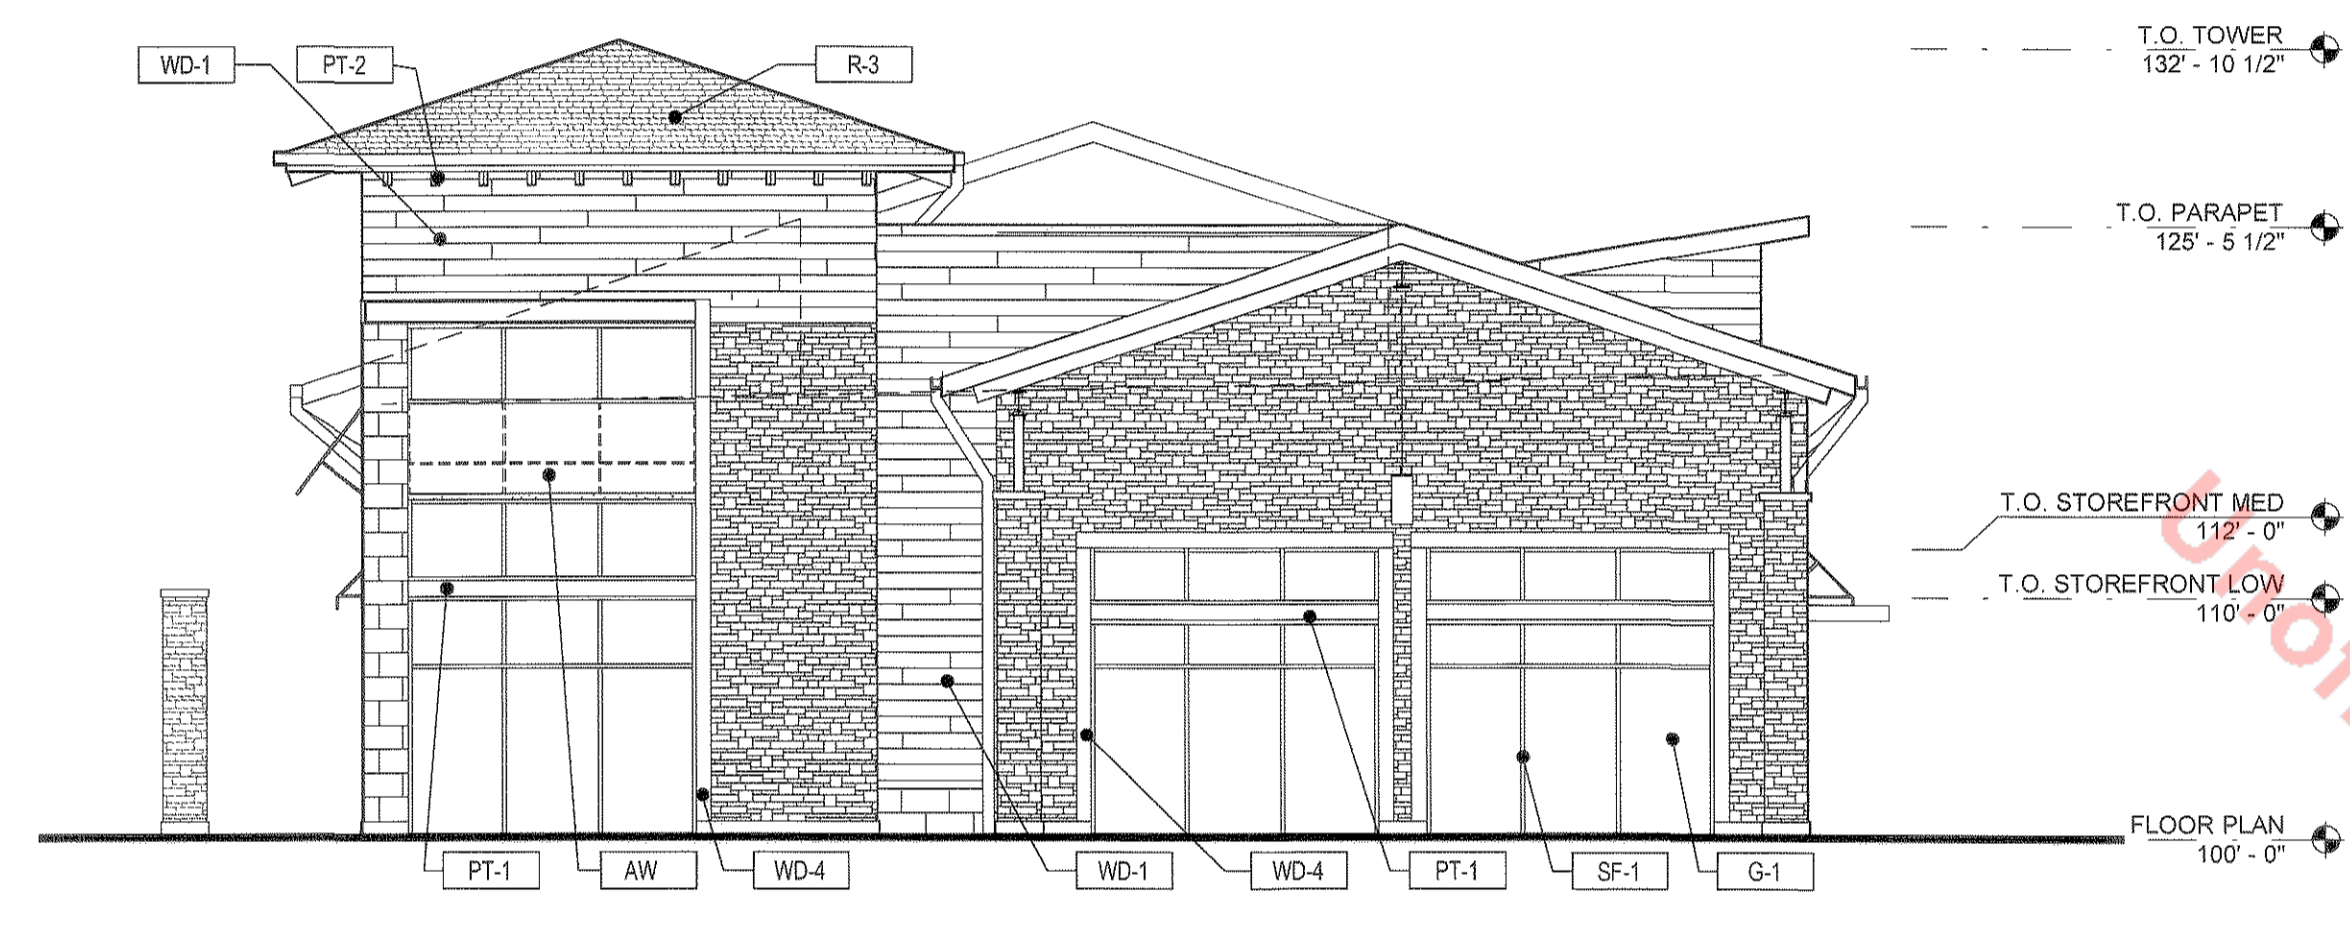 WD-1
PT-2
R-3
T.O. TOWER
132' - 10 1/2"
T.O. PARAPET
125' - 5 1/2"
T.O. STOREFRONT MED
112' - 0"
T.O. STOREFRONT LOW
110' - 0"
FLOOR PLAN
100' - 0"
PT-1
AW
WD-4
WD-1
WD-4
PT-1
SF-1
G-1